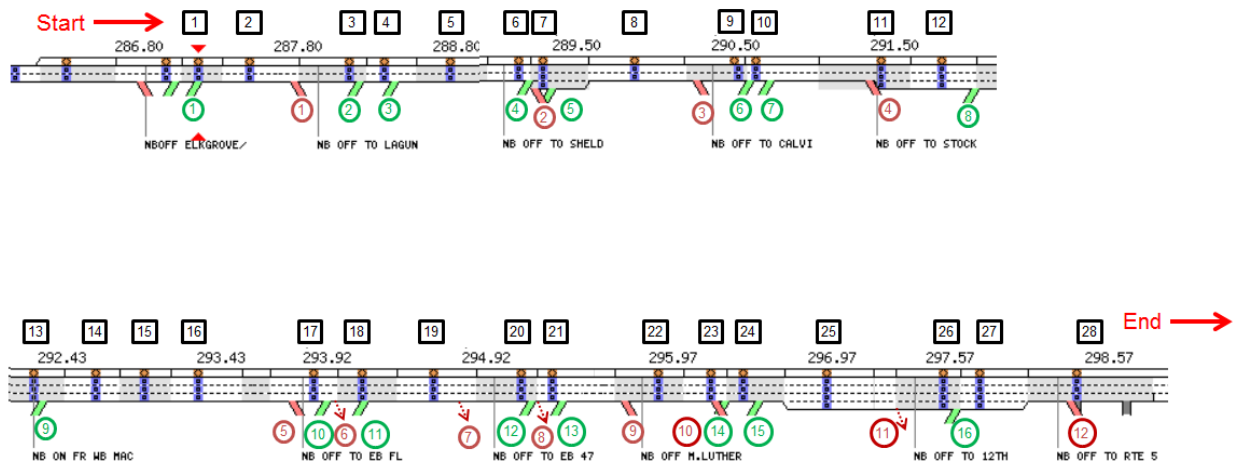 Start
1 2 3 4 5 6 7 8 9 10 11 12
286.80 287.80 288.80 289.50 290.50 291.50
1 1 2 3 4 2 5 3 6 7 4 8
NBOFF ELKGROVE/ NB OFF TO LAGUN NB OFF TO SHELD NB OFF TO CALVI NB OFF TO STOCK
End
13 14 15 16 17 18 19 20 21 22 23 24 25 26 27 28
292.43 293.43 293.92 294.92 295.97 296.97 297.57 298.57
9 5 10 6 11 7 12 8 13 9 10 14 15 11 16 12
NB ON FR WB MAC NB OFF TO EB FL NB OFF TO EB 47 NB OFF M.LUTHER NB OFF TO 12TH NB OFF TO RTE 5